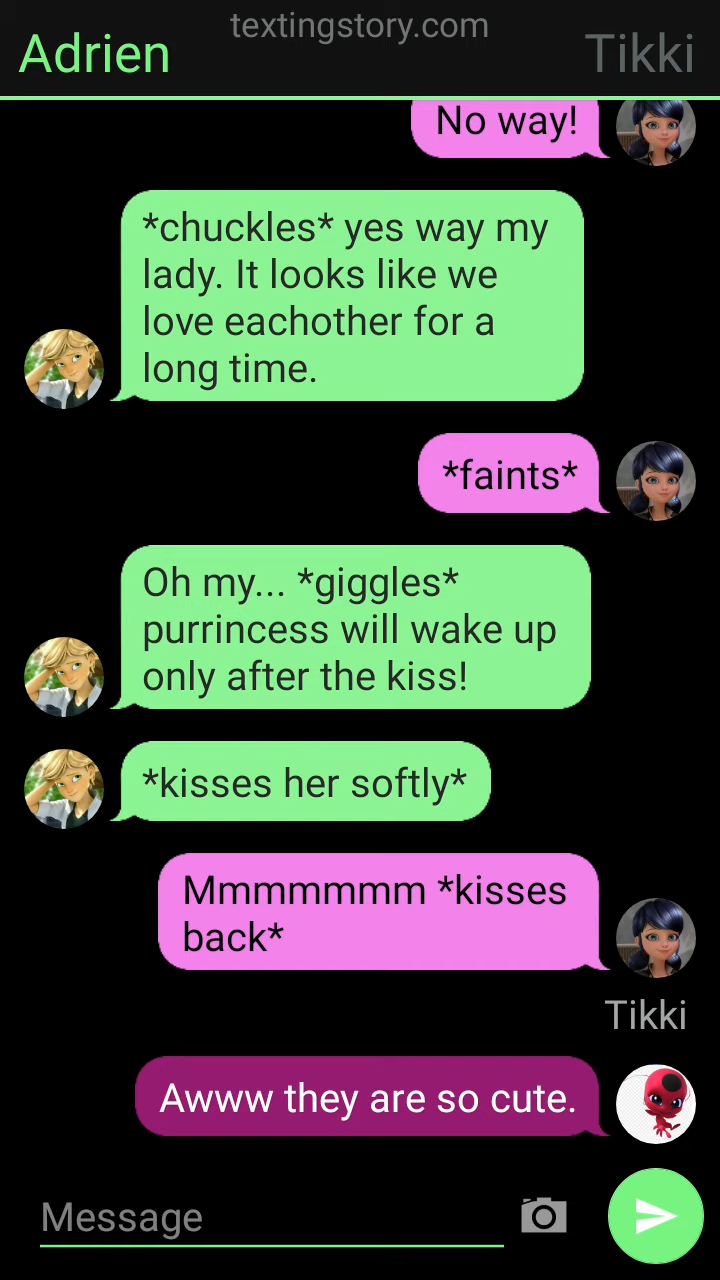 textingstory.com
Adrien
Tikki
No way!
*chuckles* yes way my
lady. It looks like we
love eachother for a
long time.
*faints*
Oh my... *giggles*
purrincess will wake up
only after the kiss!
*kisses her softly*
Mmmmmmm *kisses
back*
Tikki
Awww they are so cute.
Message